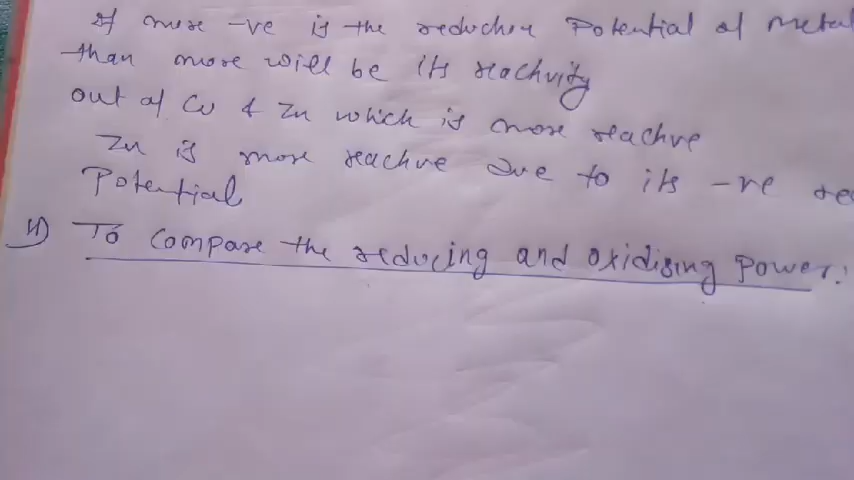 If more -ve is the reduction Potential of metal
than more will be its reactivity
out of Cu & Zn which is more reactive
Zn is more reactive due to its -ve re
Potential
4) To compare the reducing and oxidising Power: